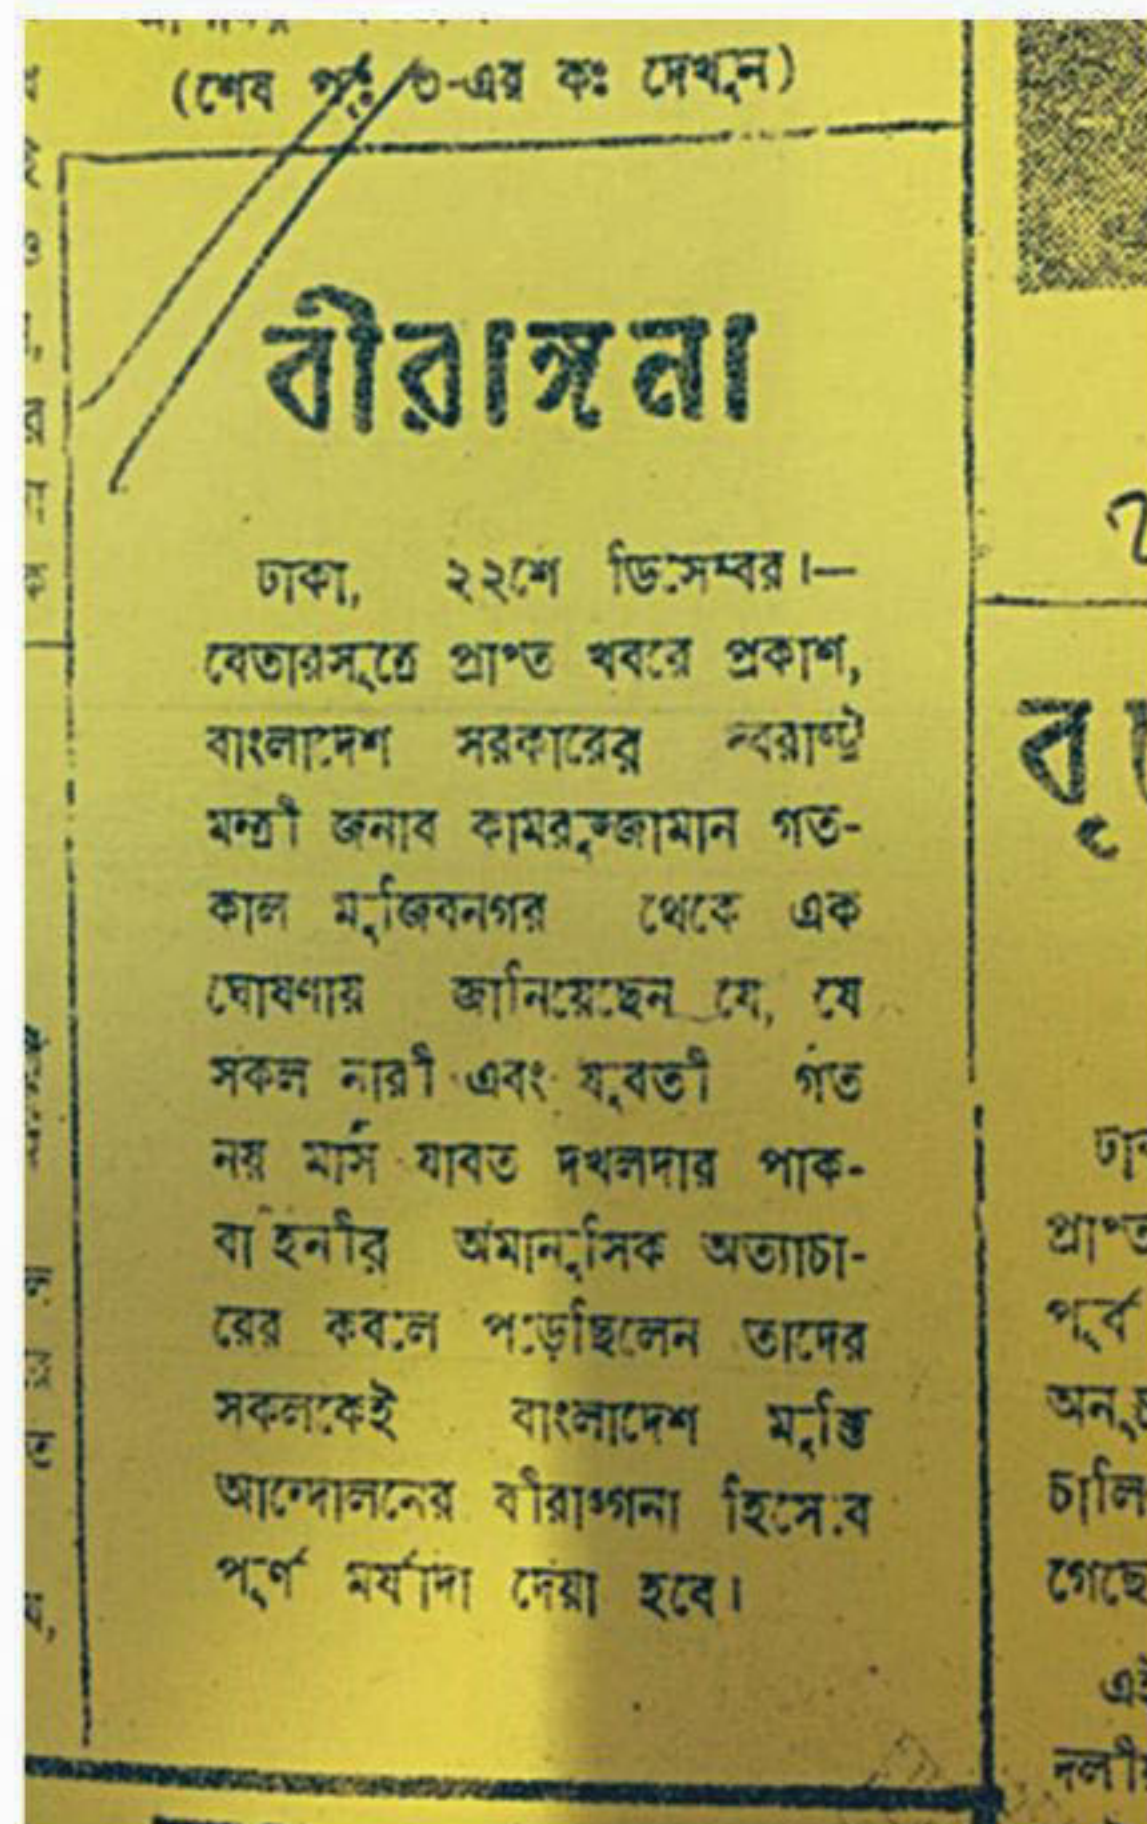 (শেষ পৃঃ ৩-এর কঃ দেখুন)
বীরাঙ্গনা
ঢাকা, ২২শে ডিসেম্বর।—
বেতারসূত্রে প্রাপ্ত খবরে প্রকাশ,
বাংলাদেশ সরকারের স্বরাষ্ট্র
মন্ত্রী জনাব কামরুজ্জামান গত-
কাল মুজিবনগর থেকে এক
ঘোষণায় জানিয়েছেন যে, যে
সকল নারী এবং যুবতী গত
নয় মাস যাবত দখলদার পাক-
বাহিনীর অমানুসিক অত্যাচা-
রের কবলে পড়েছিলেন তাদের
সকলকেই বাংলাদেশ মুক্তি
আন্দোলনের বীরাঙ্গনা হিসেবে
পূর্ণ মর্যাদা দেয়া হবে।